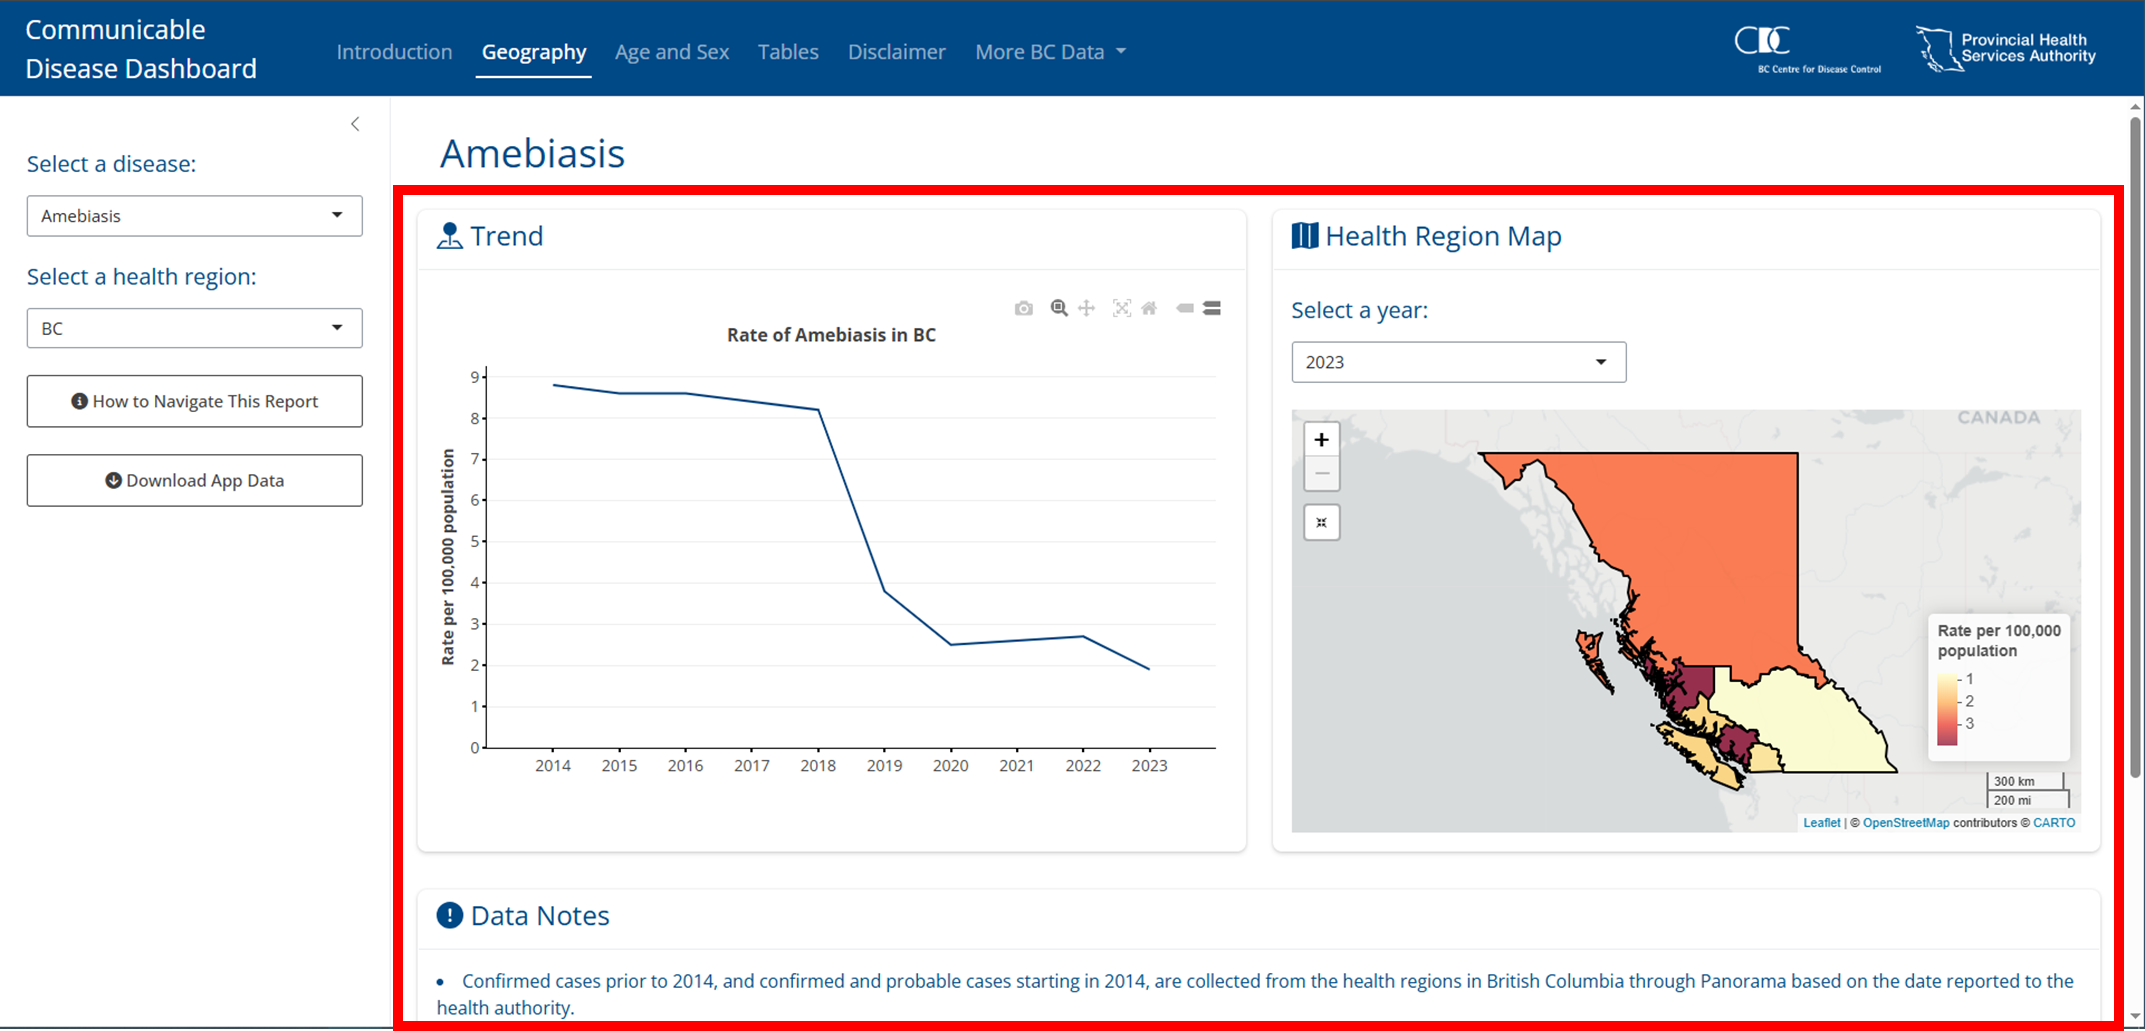 Communicable
Disease Dashboard
Introduction
Geography
Age and Sex
Tables
Disclaimer
More BC Data
CDC
BC Centre for Disease Control
Provincial Health
Services Authority
Select a disease:
Amebiasis
Select a health region:
BC
How to Navigate This Report
Download App Data
Amebiasis
Trend
Rate of Amebiasis in BC
Rate per 100,000 population
9
8
7
6
5
4
3
2
1
0
2014 2015 2016 2017 2018 2019 2020 2021 2022 2023
Health Region Map
Select a year:
2023
+
−
CANADA
Rate per 100,000
population
1
2
3
300 km
200 mi
Leaflet | © OpenStreetMap contributors © CARTO
Data Notes
• Confirmed cases prior to 2014, and confirmed and probable cases starting in 2014, are collected from the health regions in British Columbia through Panorama based on the date reported to the
health authority.